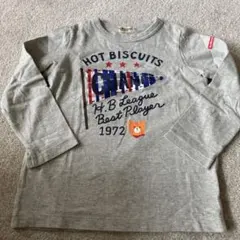 HOT BISCUITS
CHAMP
H.B League
Best Player
1972